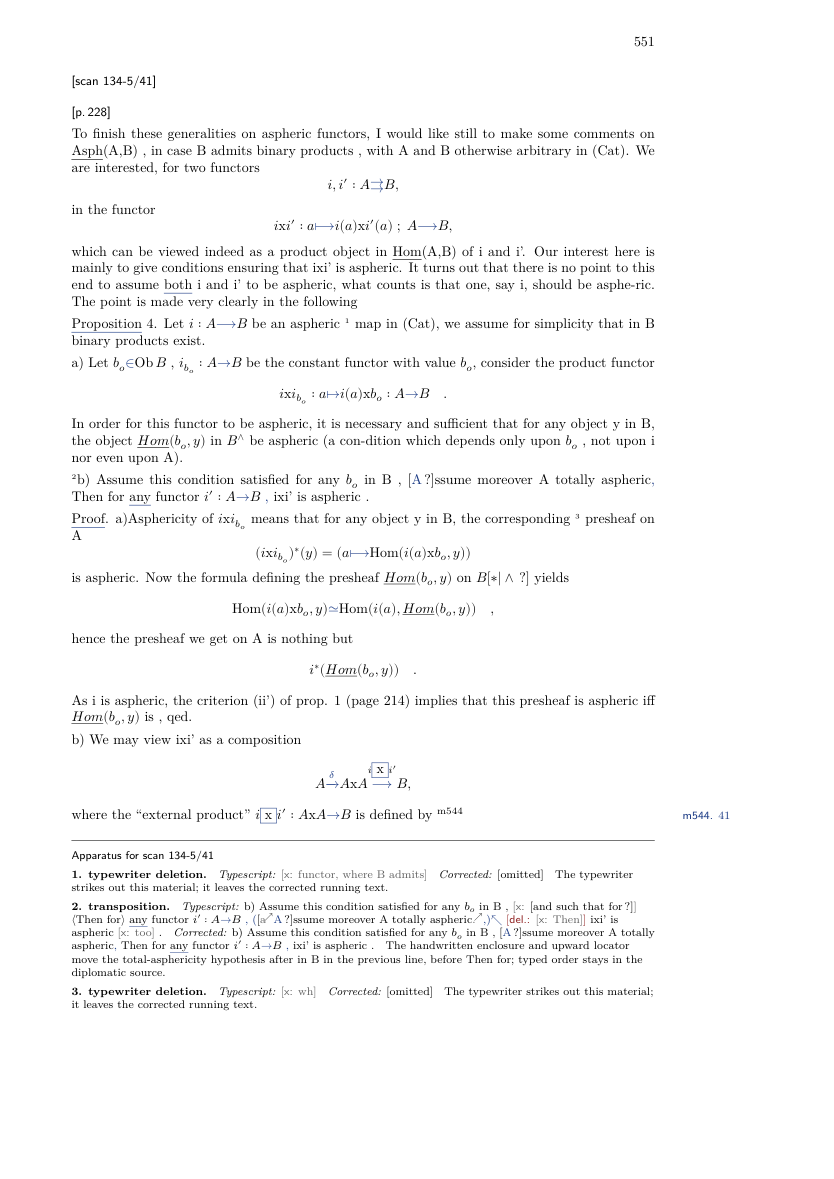 551
[scan 134-5/41]
[p. 228]
To finish these generalities on aspheric functors, I would like still to make some comments on
Asph(A,B) , in case B admits binary products , with A and B otherwise arbitrary in (Cat). We
are interested, for two functors
i, i′ : A⇉B,
in the functor
ixi′ : a⟼i(a)xi′(a) ; A⟶B,
which can be viewed indeed as a product object in Hom(A,B) of i and i'. Our interest here is
mainly to give conditions ensuring that ixi' is aspheric. It turns out that there is no point to this
end to assume both i and i' to be aspheric, what counts is that one, say i, should be asphe-ric.
The point is made very clearly in the following
Proposition 4. Let i : A⟶B be an aspheric ¹ map in (Cat), we assume for simplicity that in B
binary products exist.
a) Let b_o∈Ob B , i_{b_o} : A→B be the constant functor with value b_o, consider the product functor
ixi_{b_o} : a↦i(a)xb_o : A→B .
In order for this functor to be aspheric, it is necessary and sufficient that for any object y in B,
the object Hom(b_o, y) in B^∧ be aspheric (a con-dition which depends only upon b_o , not upon i
nor even upon A).
²b) Assume this condition satisfied for any b_o in B , [A ?]ssume moreover A totally aspheric,
Then for any functor i′ : A→B , ixi' is aspheric .
Proof. a)Asphericity of ixi_{b_o} means that for any object y in B, the corresponding ³ presheaf on
A
(ixi_{b_o})*(y) = (a⟼Hom(i(a)xb_o, y))
is aspheric. Now the formula defining the presheaf Hom(b_o, y) on B[∗| ∧ ?] yields
Hom(i(a)xb_o, y)≃Hom(i(a), Hom(b_o, y)) ,
hence the presheaf we get on A is nothing but
i*(Hom(b_o, y)) .
As i is aspheric, the criterion (ii') of prop. 1 (page 214) implies that this presheaf is aspheric iff
Hom(b_o, y) is , qed.
b) We may view ixi' as a composition
i x i′
A →^δ AxA ⟶ B,
where the “external product” i x i′ : AxA→B is defined by m544
m544. 41
Apparatus for scan 134-5/41
1. typewriter deletion. Typescript: [x: functor, where B admits] Corrected: [omitted] The typewriter
strikes out this material; it leaves the corrected running text.
2. transposition. Typescript: b) Assume this condition satisfied for any b_o in B , [x: [and such that for ?]]
⟨Then for⟩ any functor i′ : A→B , ([a↗A ?]ssume moreover A totally aspheric↗,)↖ [del.: [x: Then]] ixi' is
aspheric [x: too] . Corrected: b) Assume this condition satisfied for any b_o in B , [A ?]ssume moreover A totally
aspheric, Then for any functor i′ : A→B , ixi' is aspheric . The handwritten enclosure and upward locator
move the total-asphericity hypothesis after in B in the previous line, before Then for; typed order stays in the
diplomatic source.
3. typewriter deletion. Typescript: [x: wh] Corrected: [omitted] The typewriter strikes out this material;
it leaves the corrected running text.